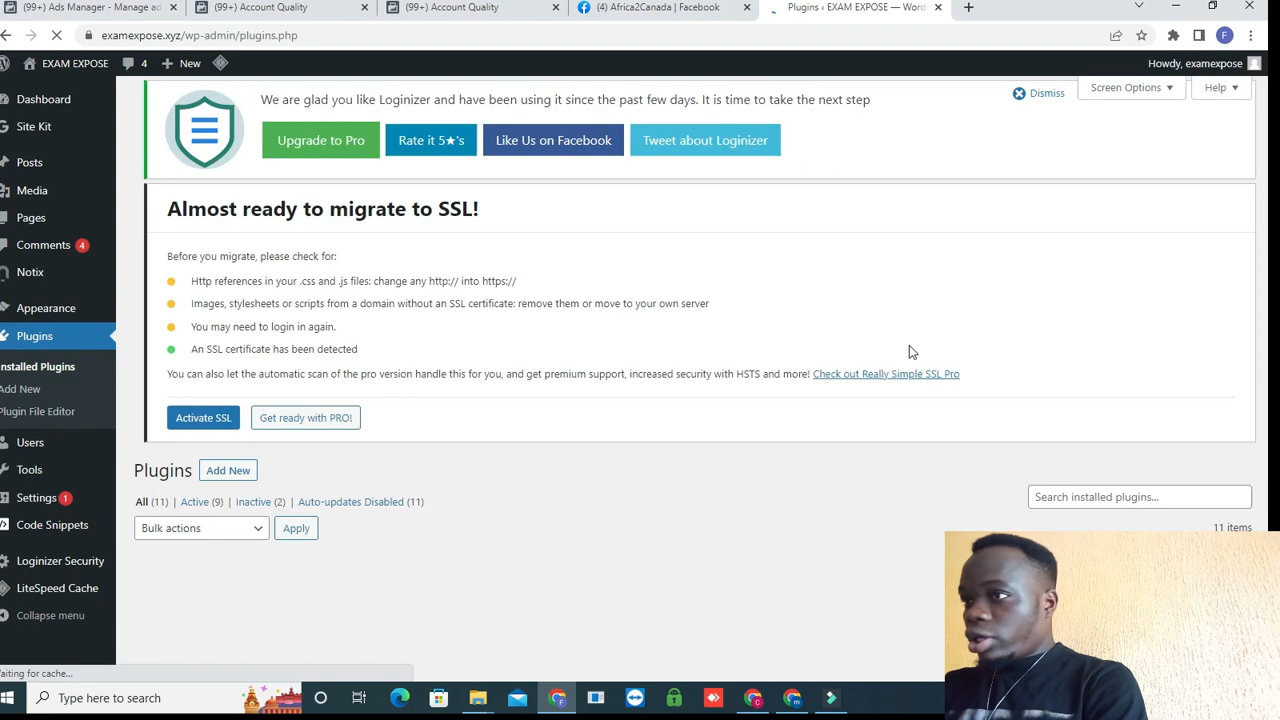 (99+) Ads Manager - Manage ad
(99+) Account Quality
(99+) Account Quality
(4) Africa2Canada | Facebook
Plugins ‹ EXAM EXPOSE — Word
examexpose.xyz/wp-admin/plugins.php
F
EXAM EXPOSE
4
New
Howdy, examexpose
Dashboard
Site Kit
Posts
Media
Pages
Comments 4
Notix
Appearance
Plugins
nstalled Plugins
Add New
Plugin File Editor
Users
Tools
Settings 1
Code Snippets
Loginizer Security
LiteSpeed Cache
Collapse menu
We are glad you like Loginizer and have been using it since the past few days. It is time to take the next step
Dismiss
Screen Options
Help
Upgrade to Pro
Rate it 5★'s
Like Us on Facebook
Tweet about Loginizer
Almost ready to migrate to SSL!
Before you migrate, please check for:
Http references in your .css and .js files: change any http:// into https://
Images, stylesheets or scripts from a domain without an SSL certificate: remove them or move to your own server
You may need to login in again.
An SSL certificate has been detected
You can also let the automatic scan of the pro version handle this for you, and get premium support, increased security with HSTS and more! Check out Really Simple SSL Pro
Activate SSL
Get ready with PRO!
Plugins
Add New
All (11) | Active (9) | Inactive (2) | Auto-updates Disabled (11)
Search installed plugins...
Bulk actions
Apply
11 items
aiting for cache...
Type here to search